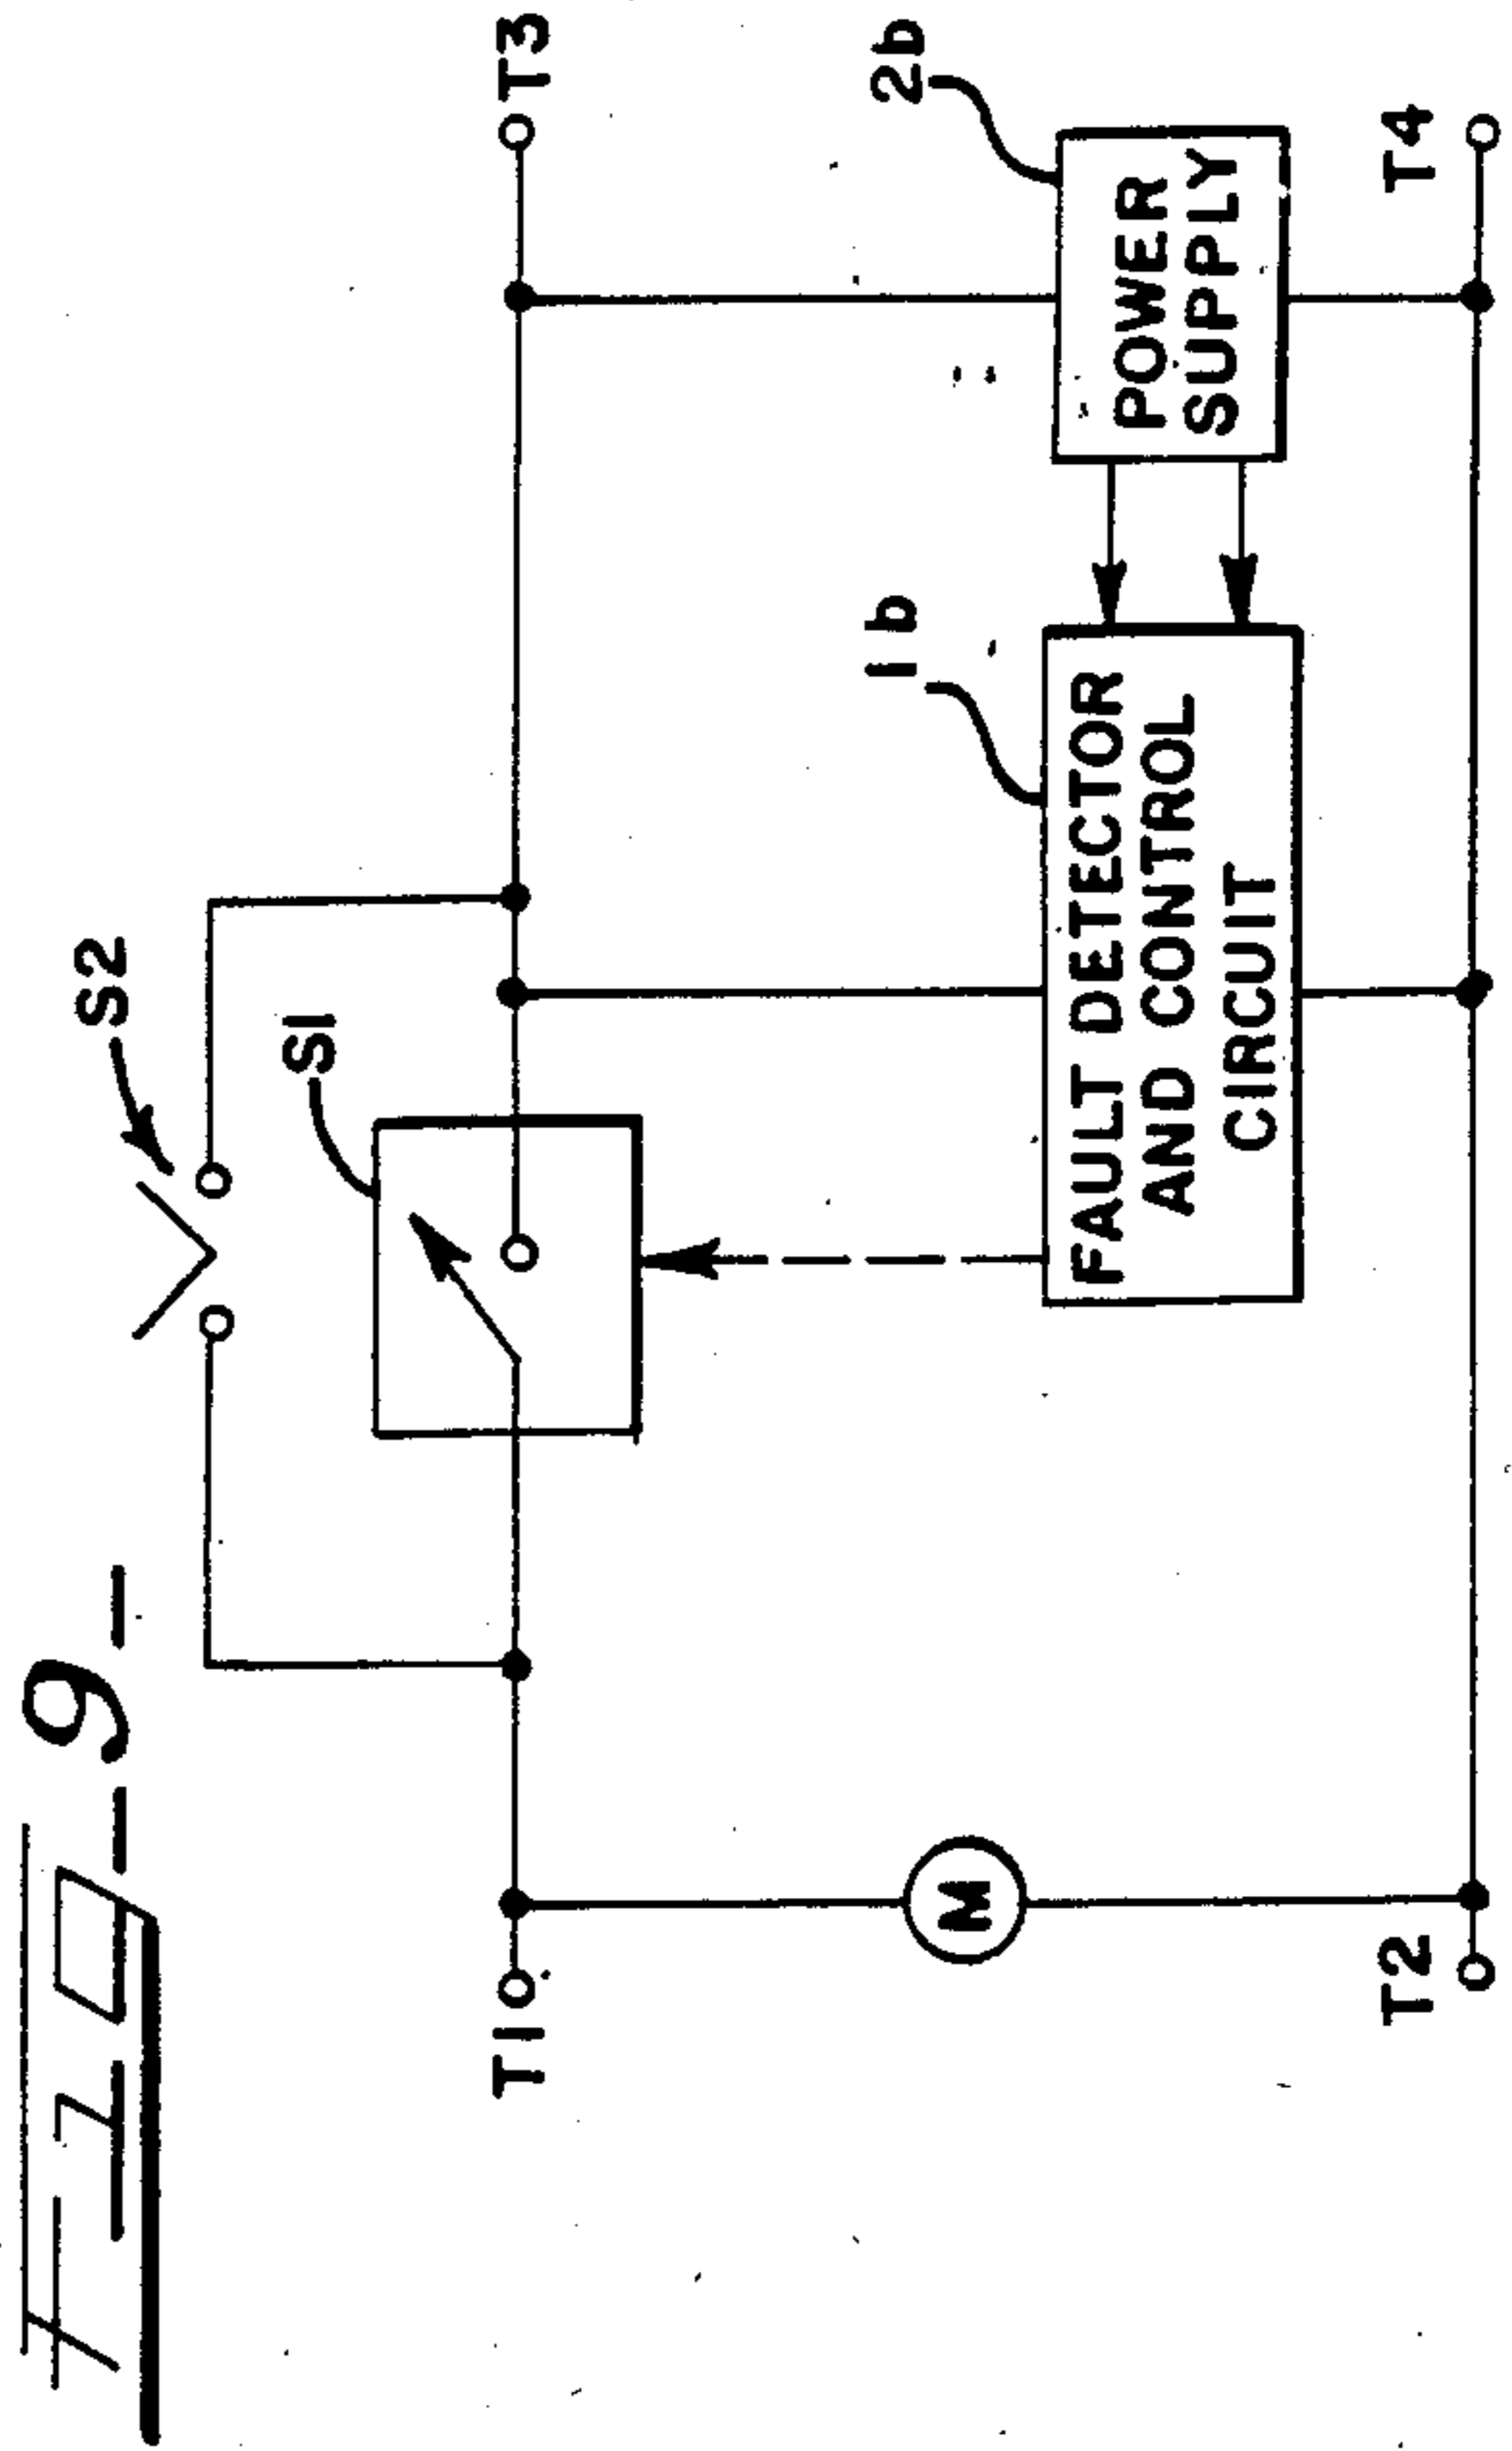 Fig-9-
S2
S1
T1
T3
1b
2b
FAULT DETECTOR
AND CONTROL
CIRCUIT
POWER
SUPPLY
M
T2
T4